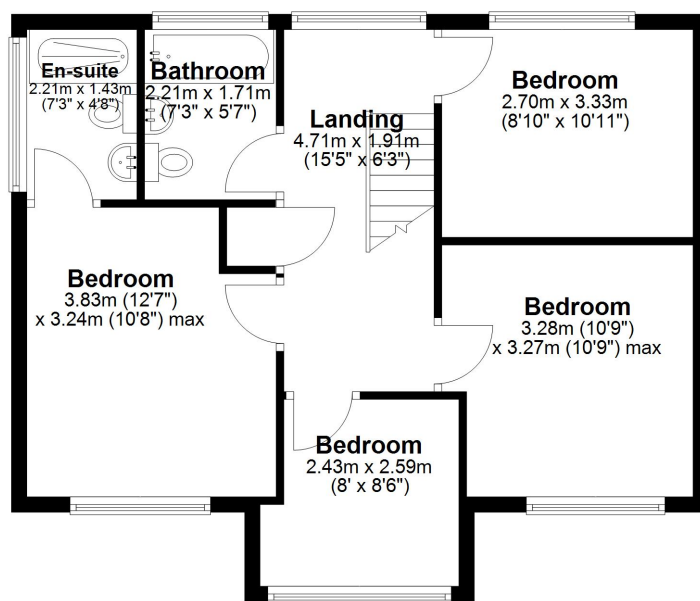 En-suite
2.21m x 1.43m
(7'3" x 4'8")
Bathroom
2.21m x 1.71m
(7'3" x 5'7")
Landing
4.71m x 1.91m
(15'5" x 6'3")
Bedroom
2.70m x 3.33m
(8'10" x 10'11")
Bedroom
3.83m (12'7")
x 3.24m (10'8") max
Bedroom
3.28m (10'9")
x 3.27m (10'9") max
Bedroom
2.43m x 2.59m
(8' x 8'6")